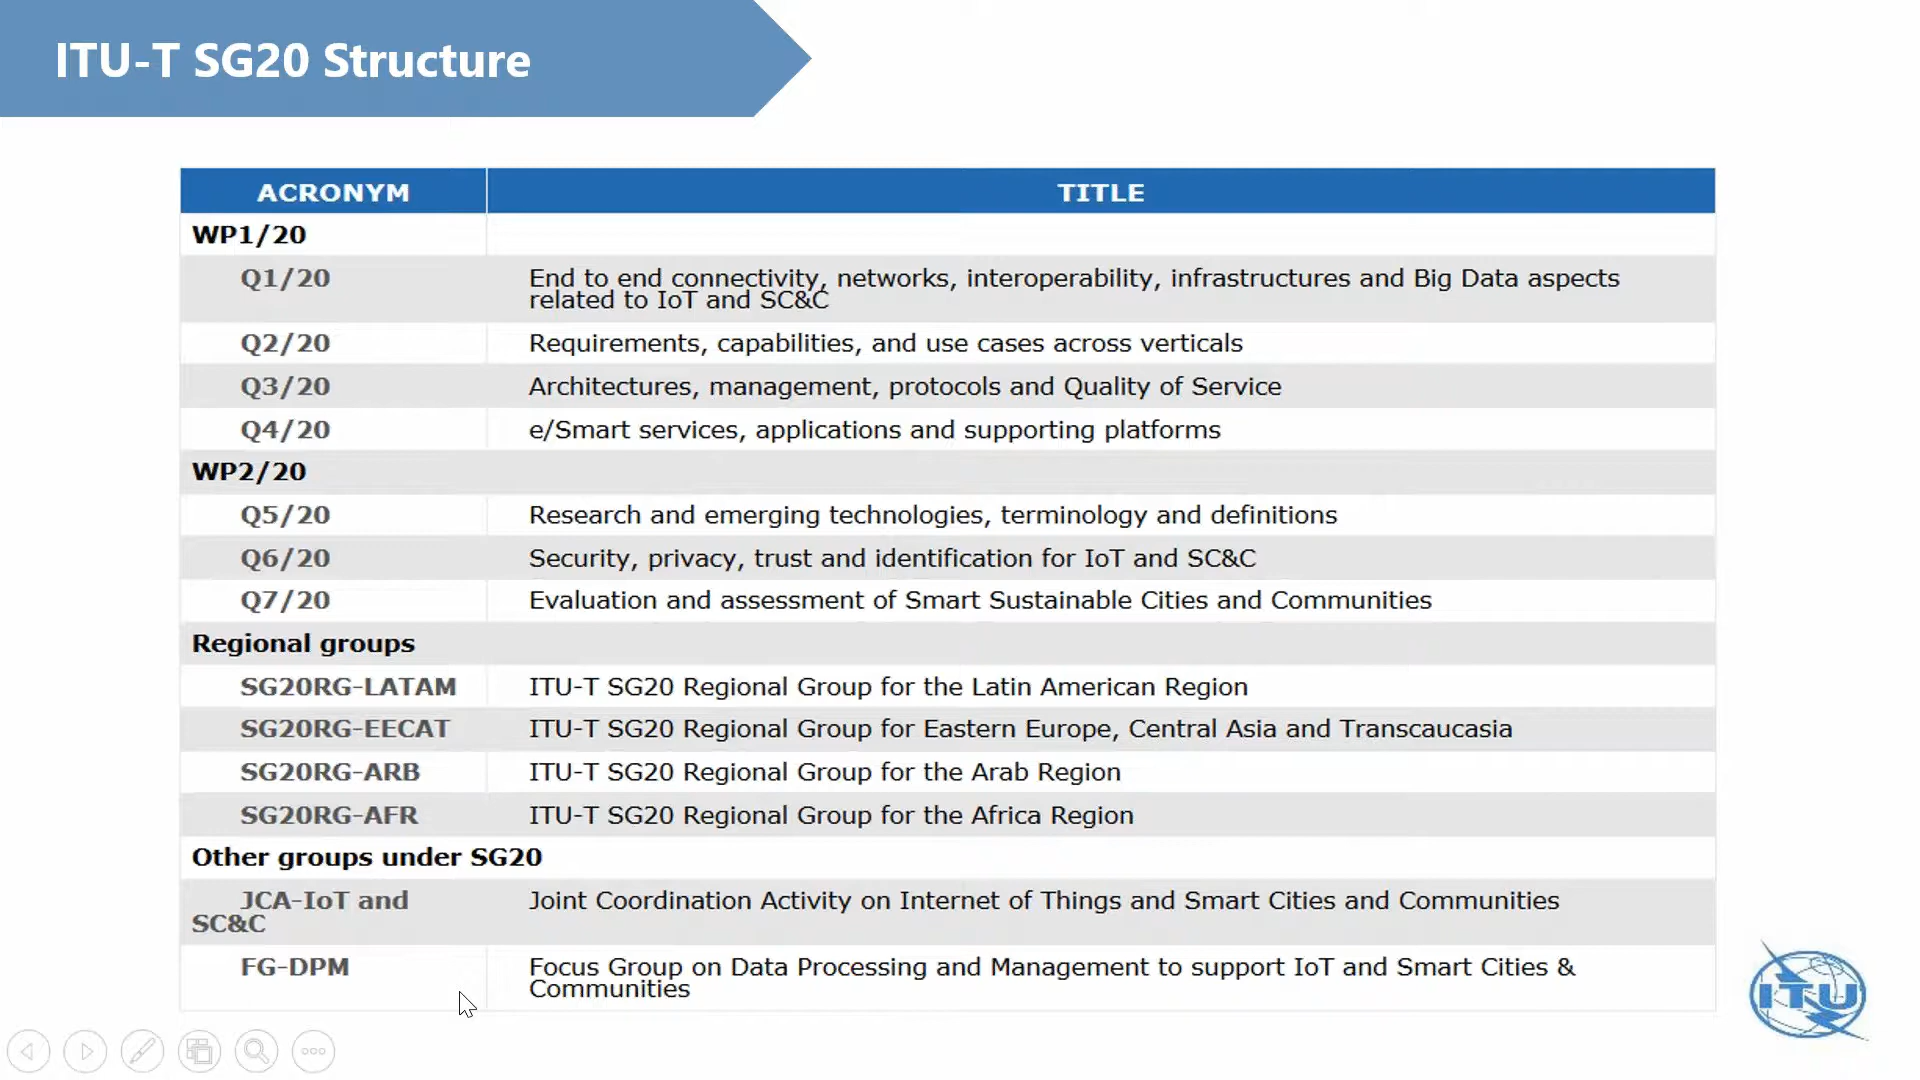 ITU-T SG20 Structure
ACRONYM TITLE
WP1/20
Q1/20 End to end connectivity, networks, interoperability, infrastructures and Big Data aspects
related to IoT and SC&C
Q2/20 Requirements, capabilities, and use cases across verticals
Q3/20 Architectures, management, protocols and Quality of Service
Q4/20 e/Smart services, applications and supporting platforms
WP2/20
Q5/20 Research and emerging technologies, terminology and definitions
Q6/20 Security, privacy, trust and identification for IoT and SC&C
Q7/20 Evaluation and assessment of Smart Sustainable Cities and Communities
Regional groups
SG20RG-LATAM ITU-T SG20 Regional Group for the Latin American Region
SG20RG-EECAT ITU-T SG20 Regional Group for Eastern Europe, Central Asia and Transcaucasia
SG20RG-ARB ITU-T SG20 Regional Group for the Arab Region
SG20RG-AFR ITU-T SG20 Regional Group for the Africa Region
Other groups under SG20
JCA-IoT and Joint Coordination Activity on Internet of Things and Smart Cities and Communities
SC&C
FG-DPM Focus Group on Data Processing and Management to support IoT and Smart Cities &
Communities
ITU